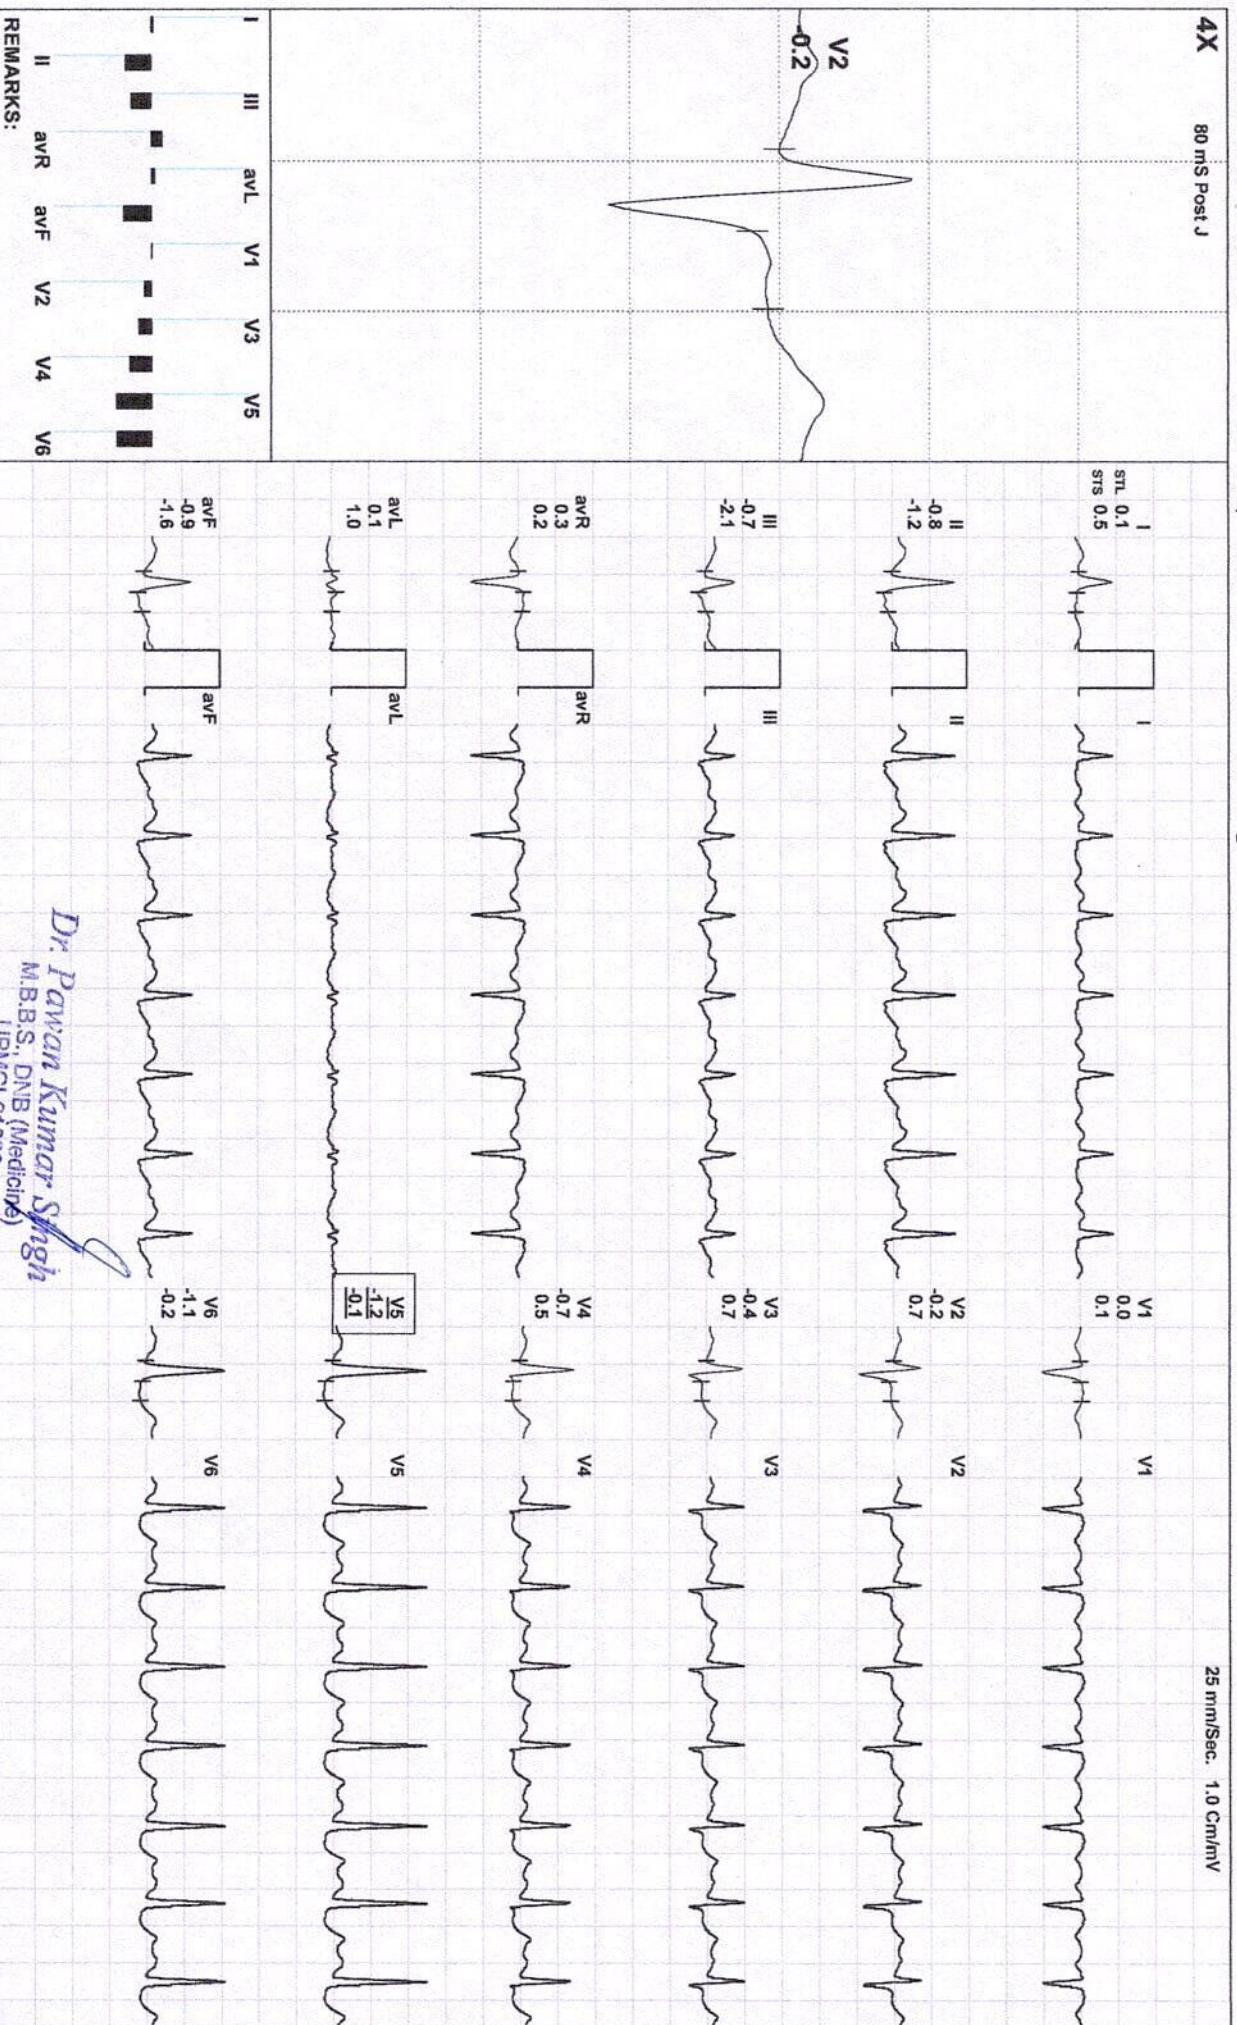 4X
80 mS Post J
25 mm/Sec. 1.0 Cm/mV
V2
-0.2
I
STL 0.1
STS 0.5
I
V1
0.0
0.1
V1
II
-0.8
-1.2
II
V2
-0.2
0.7
V2
III
-0.7
-2.1
III
V3
-0.4
0.7
V3
avR
0.3
0.2
avR
V4
-0.7
0.5
V4
avL
0.1
1.0
avL
V5
-1.2
-0.1
V5
avF
-0.9
-1.6
avF
V6
-1.1
-0.2
V6
I III avL V1 V3 V5
II avR avF V2 V4 V6
REMARKS:
Dr. Pawan Kumar Singh
M.B.B.S., DNB (Medicine)